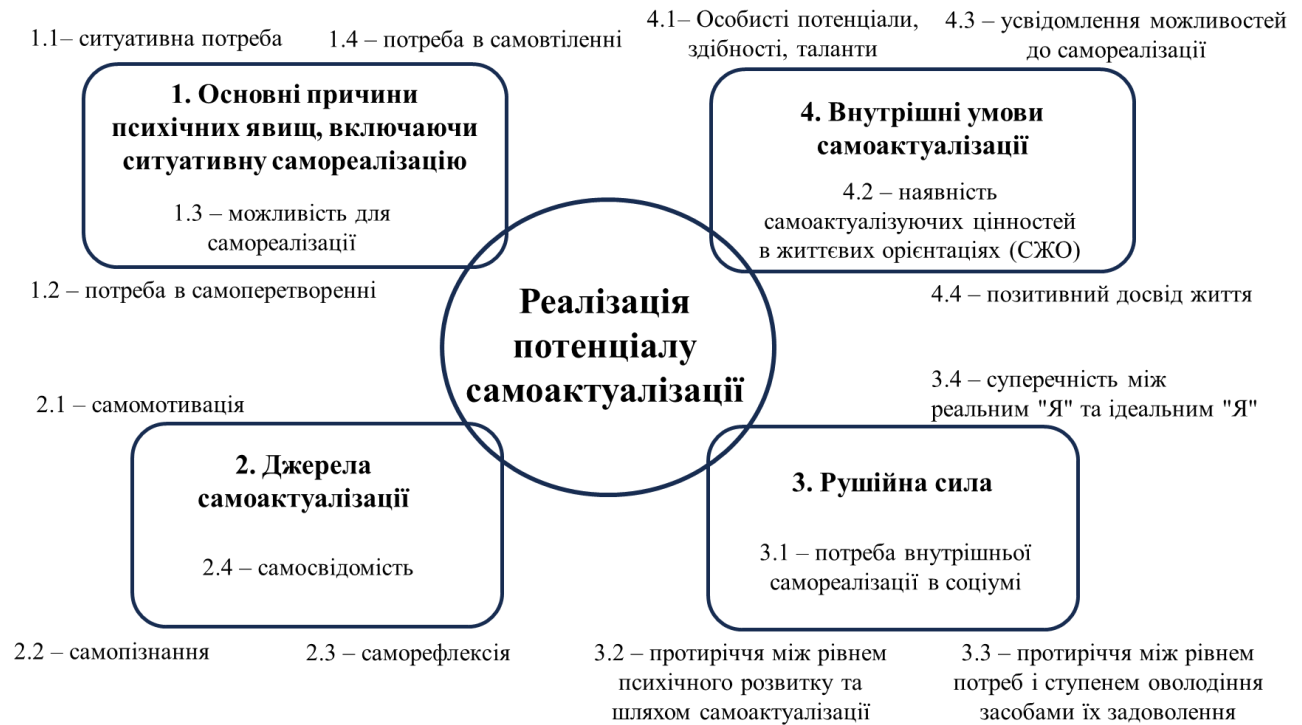 1.1– ситуативна потреба
1.4 – потреба в самовтіленні
1. Основні причини
психічних явищ, включаючи
ситуативну самореалізацію
1.3 – можливість для
самореалізації
1.2 – потреба в самоперетворенні
4.1– Особисті потенціали,
здібності, таланти
4.3 – усвідомлення можливостей
до самореалізації
4. Внутрішні умови
самоактуалізації
4.2 – наявність
самоактуалізуючих цінностей
в життєвих орієнтаціях (СЖО)
4.4 – позитивний досвід життя
Реалізація
потенціалу
самоактуалізації
2.1 – самомотивація
2. Джерела
самоактуалізації
2.4 – самосвідомість
2.2 – самопізнання
2.3 – саморефлексія
3.4 – суперечність між
реальним "Я" та ідеальним "Я"
3. Рушійна сила
3.1 – потреба внутрішньої
самореалізації в соціумі
3.2 – протиріччя між рівнем
психічного розвитку та
шляхом самоактуалізації
3.3 – протиріччя між рівнем
потреб і ступенем оволодіння
засобами їх задоволення